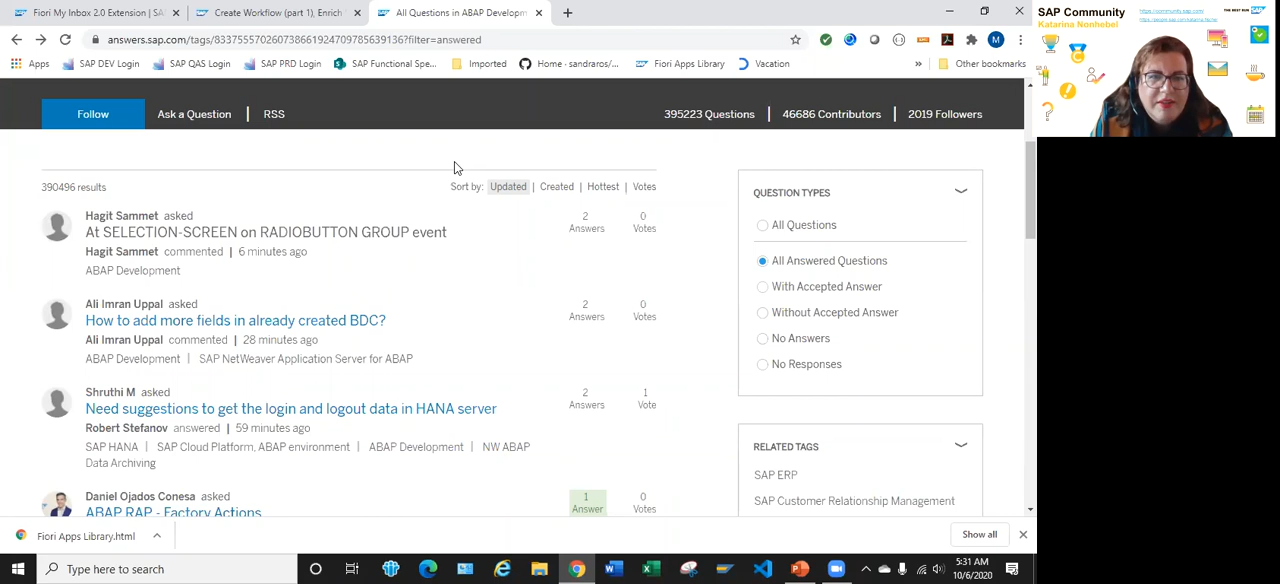 Fiori My Inbox 2.0 Extension | SA
Create Workflow (part 1), Enrich
All Questions in ABAP Developm
answers.sap.com/tags/833755570260738661924709785639136?filter=answered
Apps
SAP DEV Login
SAP QAS Login
SAP PRD Login
SAP Functional Spe...
Imported
Home - sandraros/...
Fiori Apps Library
Vacation
Other bookmarks
SAP Community
Katarina Nonhebel
THE BEST RUN SAP
Follow
Ask a Question
RSS
395223 Questions
46686 Contributors
2019 Followers
390496 results
Sort by: Updated | Created | Hottest | Votes
Hagit Sammet asked
At SELECTION-SCREEN on RADIOBUTTON GROUP event
Hagit Sammet commented | 6 minutes ago
ABAP Development
2
Answers
0
Votes
Ali Imran Uppal asked
How to add more fields in already created BDC?
Ali Imran Uppal commented | 28 minutes ago
ABAP Development | SAP NetWeaver Application Server for ABAP
2
Answers
0
Votes
Shruthi M asked
Need suggestions to get the login and logout data in HANA server
Robert Stefanov answered | 59 minutes ago
SAP HANA | SAP Cloud Platform, ABAP environment | ABAP Development | NW ABAP
Data Archiving
2
Answers
1
Vote
Daniel Ojados Conesa asked
ABAP RAP - Factory Actions
1
Answer
0
Votes
QUESTION TYPES
All Questions
All Answered Questions
With Accepted Answer
Without Accepted Answer
No Answers
No Responses
RELATED TAGS
SAP ERP
SAP Customer Relationship Management
Fiori Apps Library.html
Show all
Type here to search
5:31 AM
10/6/2020